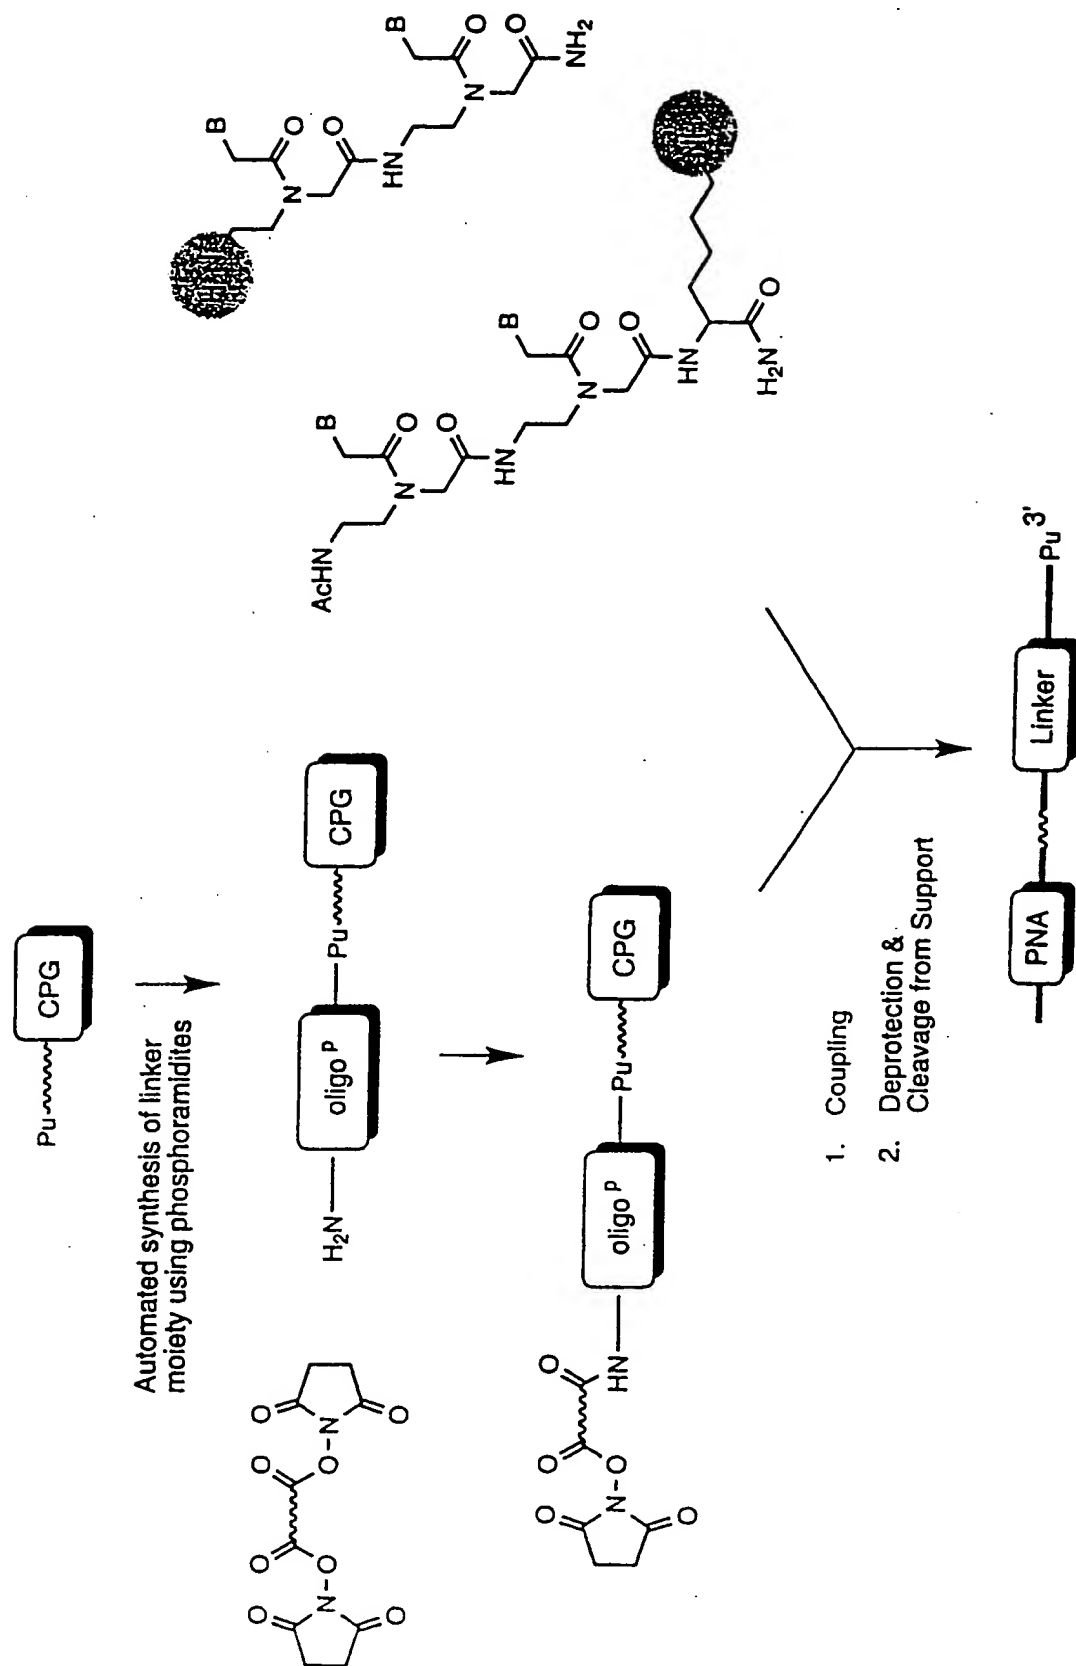 Pu CPG
Automated synthesis of linker
moiety using phosphoramidites
O O O O
N-O O-N
O O
H₂N oligo p Pu CPG
B B
O O
N O N O
HN NH₂
B B
AcHN O O
N O N O
HN HN O
H₂N
O O O
N-O HN oligo p Pu CPG
O
1. Coupling
2. Deprotection &
Cleavage from Support
PNA Linker Pu 3'